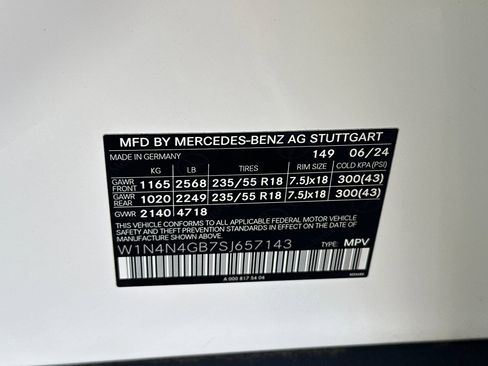 MFD BY MERCEDES-BENZ AG STUTTGART
MADE IN GERMANY 149 06/24
KG LB TIRES RIM SIZE COLD KPA (PSI)
GAWR FRONT 1165 2568 235/55 R18 7.5Jx18 300(43)
GAWR REAR 1020 2249 235/55 R18 7.5Jx18 300(43)
GVWR 2140 4718
THIS VEHICLE CONFORMS TO ALL APPLICABLE FEDERAL MOTOR VEHICLE
SAFETY AND THEFT PREVENTION STANDARDS IN
EFFECT ON THE DATE OF MANUFACTURE SHOWN ABOVE.
W1N4N4GB7SJ657143 TYPE: MPV
A 000 817 54 04